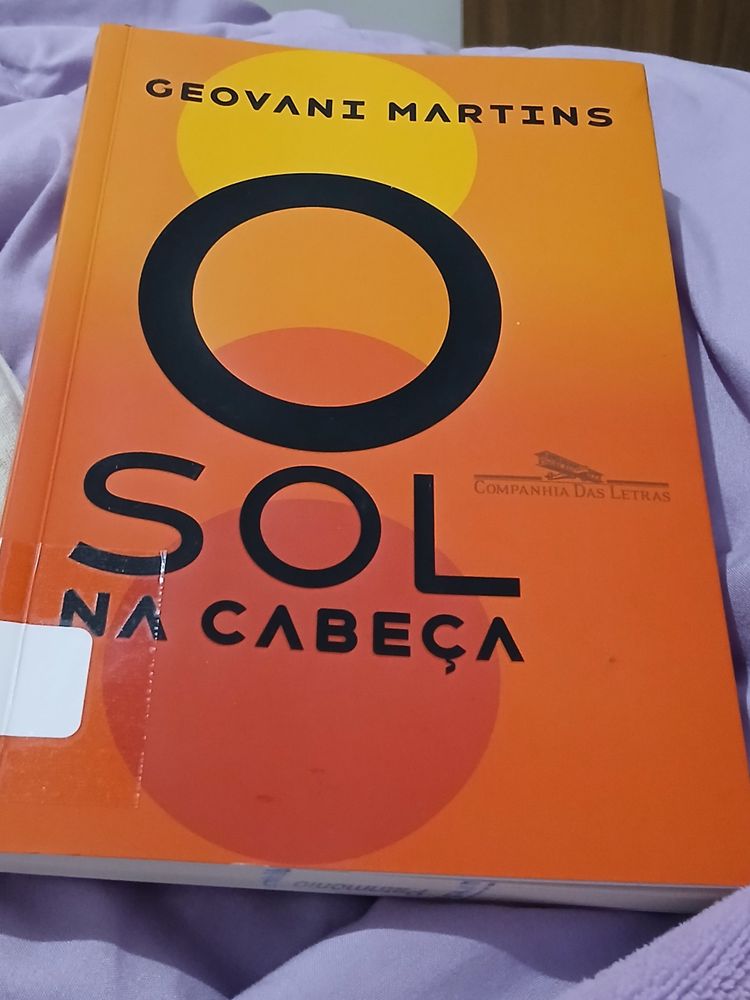 GEOVANI MARTINS
O
SOL
NA CABEÇA
COMPANHIA DAS LETRAS